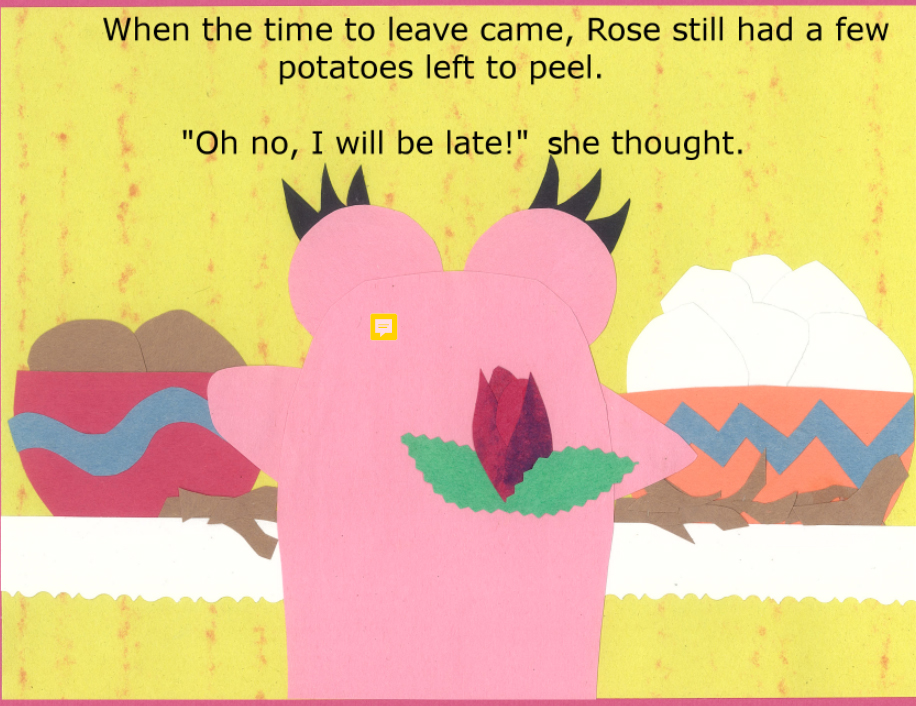 When the time to leave came, Rose still had a few
potatoes left to peel.
"Oh no, I will be late!" she thought.